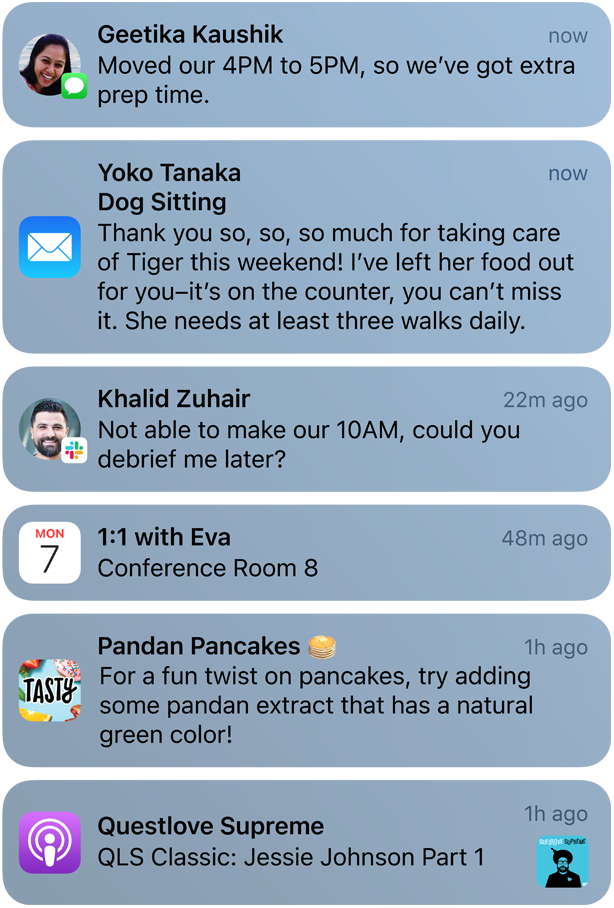 Geetika Kaushik
now
Moved our 4PM to 5PM, so we’ve got extra
prep time.
Yoko Tanaka
now
Dog Sitting
Thank you so, so, so much for taking care
of Tiger this weekend! I’ve left her food out
for you–it’s on the counter, you can’t miss
it. She needs at least three walks daily.
Khalid Zuhair
22m ago
Not able to make our 10AM, could you
debrief me later?
MON
7
1:1 with Eva
48m ago
Conference Room 8
Pandan Pancakes 🥞
1h ago
TASTY
For a fun twist on pancakes, try adding
some pandan extract that has a natural
green color!
1h ago
Questlove Supreme
QLS Classic: Jessie Johnson Part 1
QUESTLOVE SUPREME